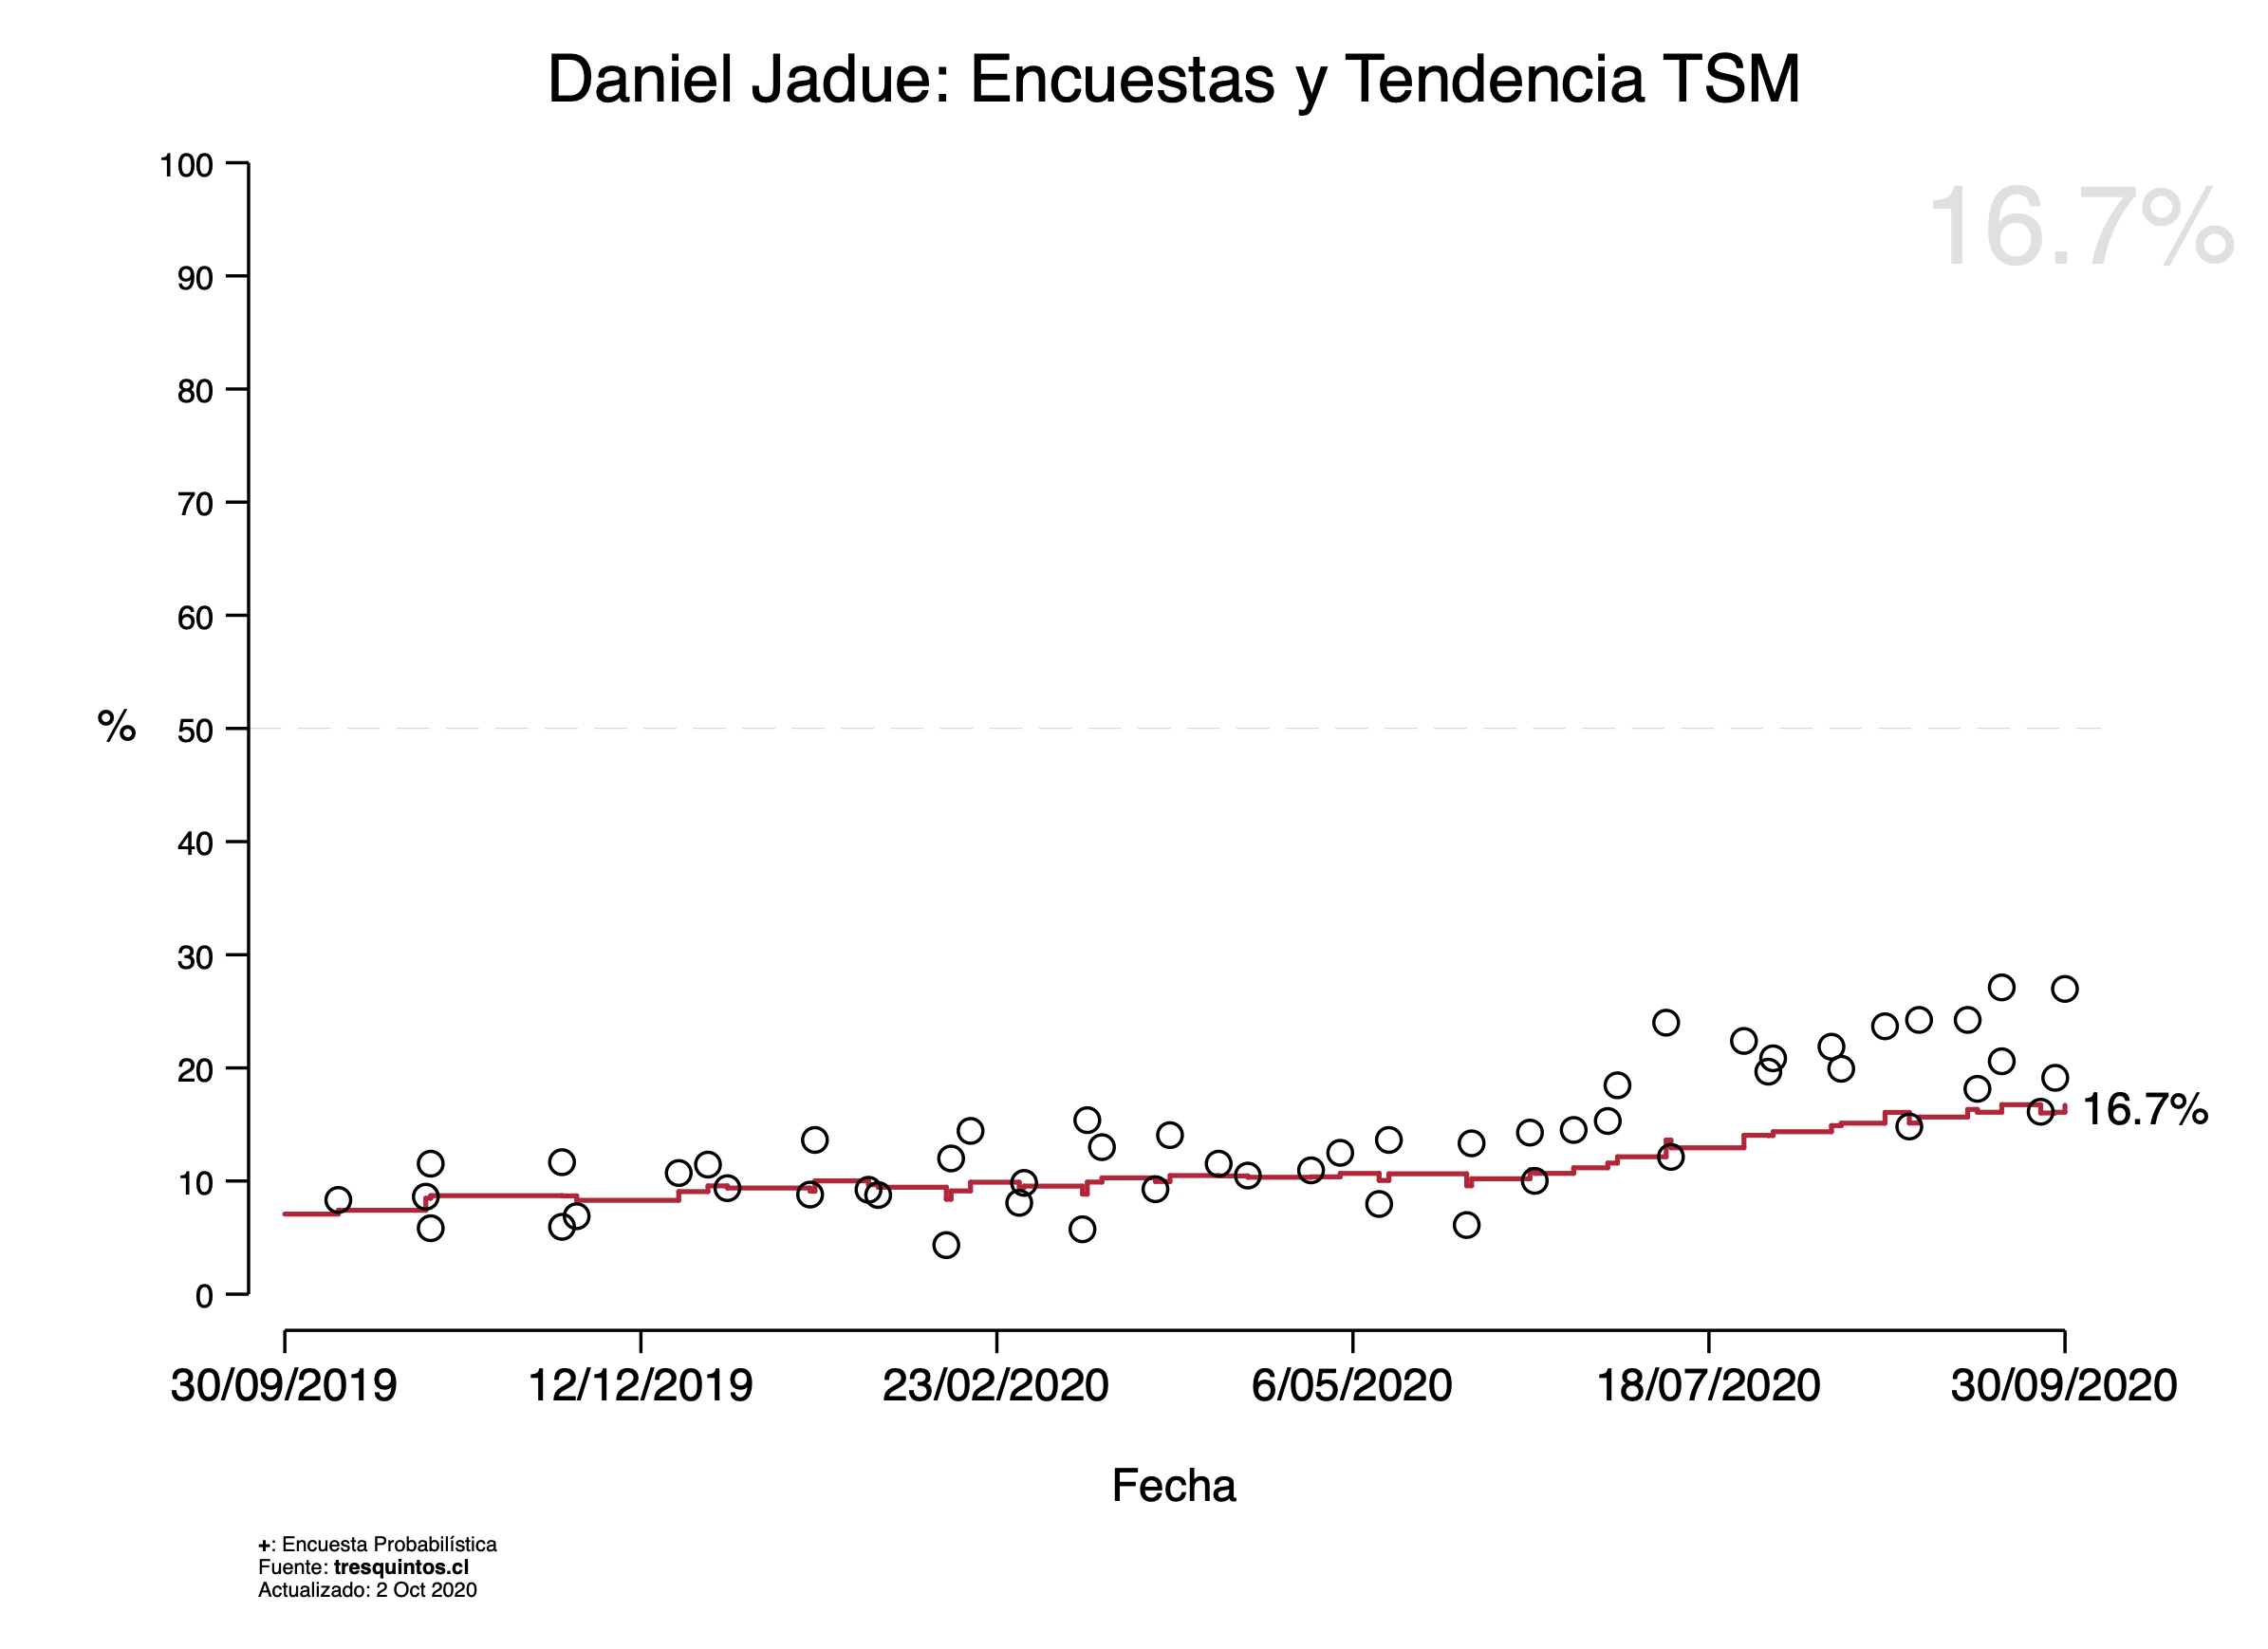 Daniel Jadue: Encuestas y Tendencia TSM
16.7%
100
90
80
70
60
% 50
40
30
20
16.7%
10
0
30/09/2019 12/12/2019 23/02/2020 6/05/2020 18/07/2020 30/09/2020
Fecha
+: Encuesta Probabilística
Fuente: tresquintos.cl
Actualizado: 2 Oct 2020